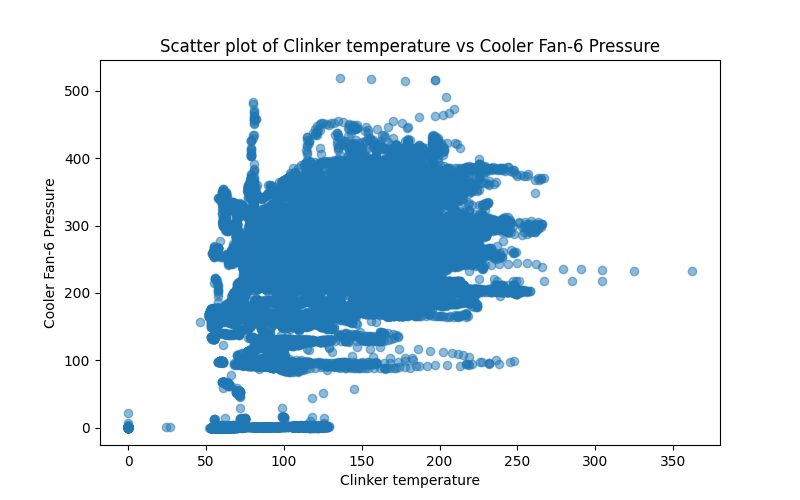 Scatter plot of Clinker temperature vs Cooler Fan-6 Pressure
Cooler Fan-6 Pressure
500
400
300
200
100
0
0 50 100 150 200 250 300 350
Clinker temperature